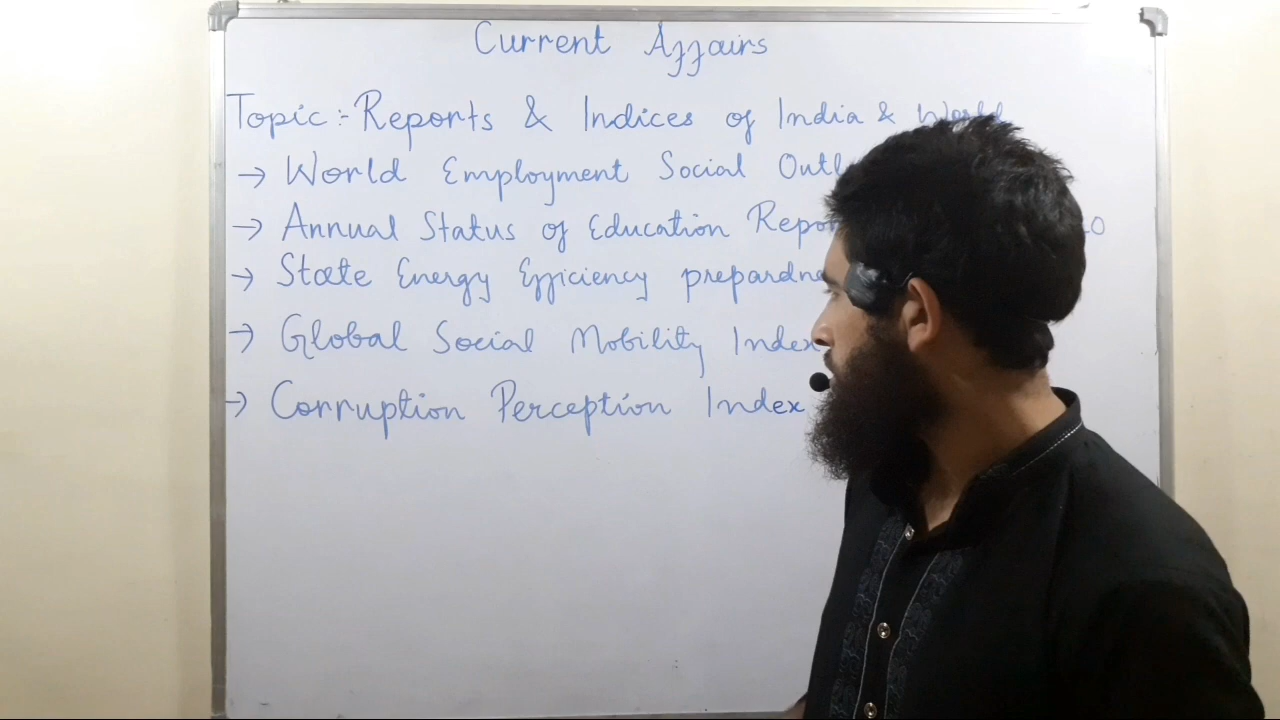 Current Affairs
Topic:- Reports & Indices of India & World
→ World Employment Social
→ Annual Status of Education
→ State Energy Efficiency
→ Global Social Mobility Index
→ Corruption Perception Index